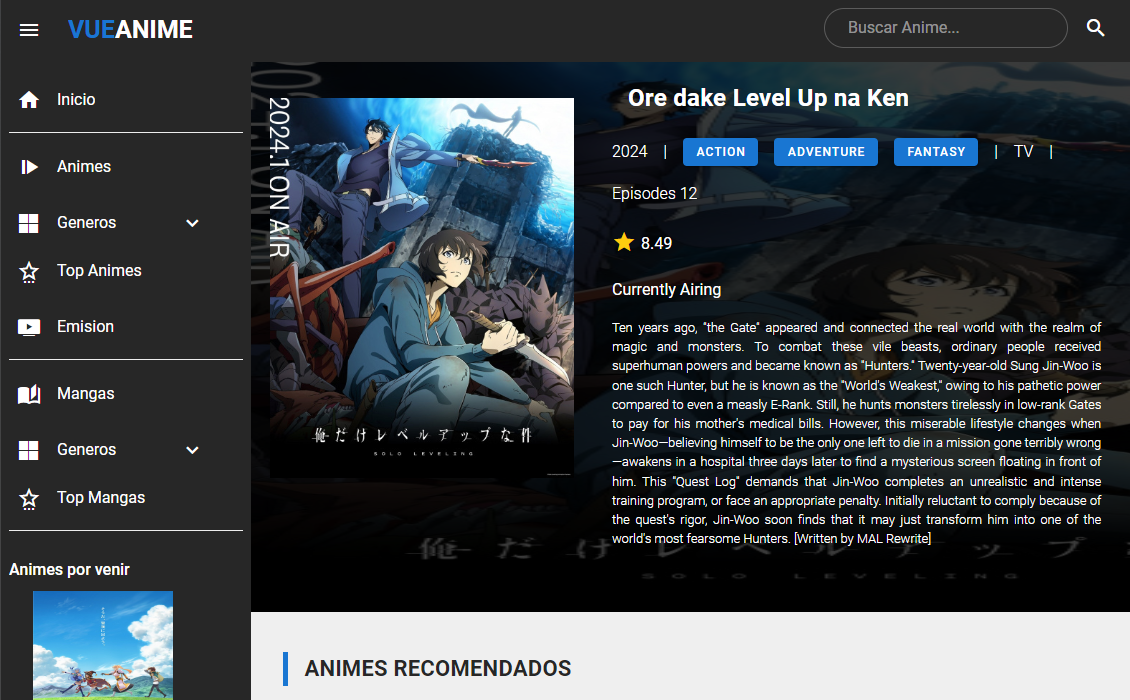 VUEANIME
Buscar Anime...
Inicio
Animes
Generos
Top Animes
Emision
Mangas
Generos
Top Mangas
Animes por venir
2024.1 ON AIR
俺だけレベルアップな件
SOLO LEVELING
Ore dake Level Up na Ken
2024 | ACTION ADVENTURE FANTASY | TV |
Episodes 12
8.49
Currently Airing
Ten years ago, "the Gate" appeared and connected the real world with the realm of
magic and monsters. To combat these vile beasts, ordinary people received
superhuman powers and became known as "Hunters." Twenty-year-old Sung Jin-Woo is
one such Hunter, but he is known as the "World's Weakest," owing to his pathetic power
compared to even a measly E-Rank. Still, he hunts monsters tirelessly in low-rank Gates
to pay for his mother's medical bills. However, this miserable lifestyle changes when
Jin-Woo—believing himself to be the only one left to die in a mission gone terribly wrong
—awakens in a hospital three days later to find a mysterious screen floating in front of
him. This "Quest Log" demands that Jin-Woo completes an unrealistic and intense
training program, or face an appropriate penalty. Initially reluctant to comply because of
the quest's rigor, Jin-Woo soon finds that it may just transform him into one of the
world's most fearsome Hunters. [Written by MAL Rewrite]
俺だけレベルアップ
SOLO LEVELING
ANIMES RECOMENDADOS